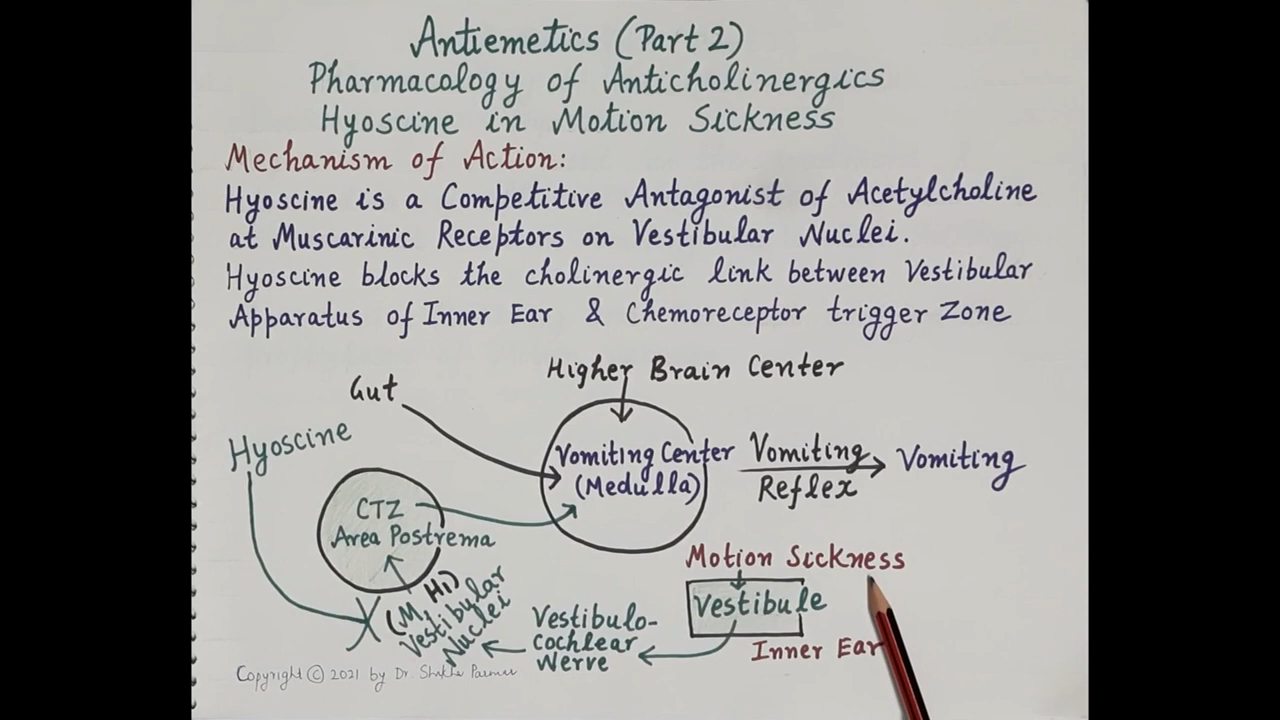 Antiemetics (Part 2)
Pharmacology of Anticholinergics
Hyoscine in Motion Sickness
Mechanism of Action:
Hyoscine is a Competitive Antagonist of Acetylcholine
at Muscarinic Receptors on Vestibular Nuclei.
Hyoscine blocks the cholinergic link between Vestibular
Apparatus of Inner Ear & Chemoreceptor trigger Zone
Higher Brain Center
Gut
Hyoscine
Vomiting Center
(Medulla)
Vomiting
Reflex
Vomiting
CTZ
Area Postrema
(M, H1)
Vestibular
Nuclei
Vestibulo-
cochlear
Nerve
Motion Sickness
Vestibule
Inner Ear
Copyright © 2021 by Dr. Shikha